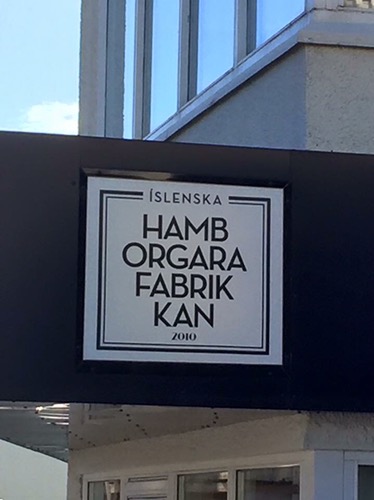 ÍSLENSKA
HAMB
ORGARA
FABRIK
KAN
2010